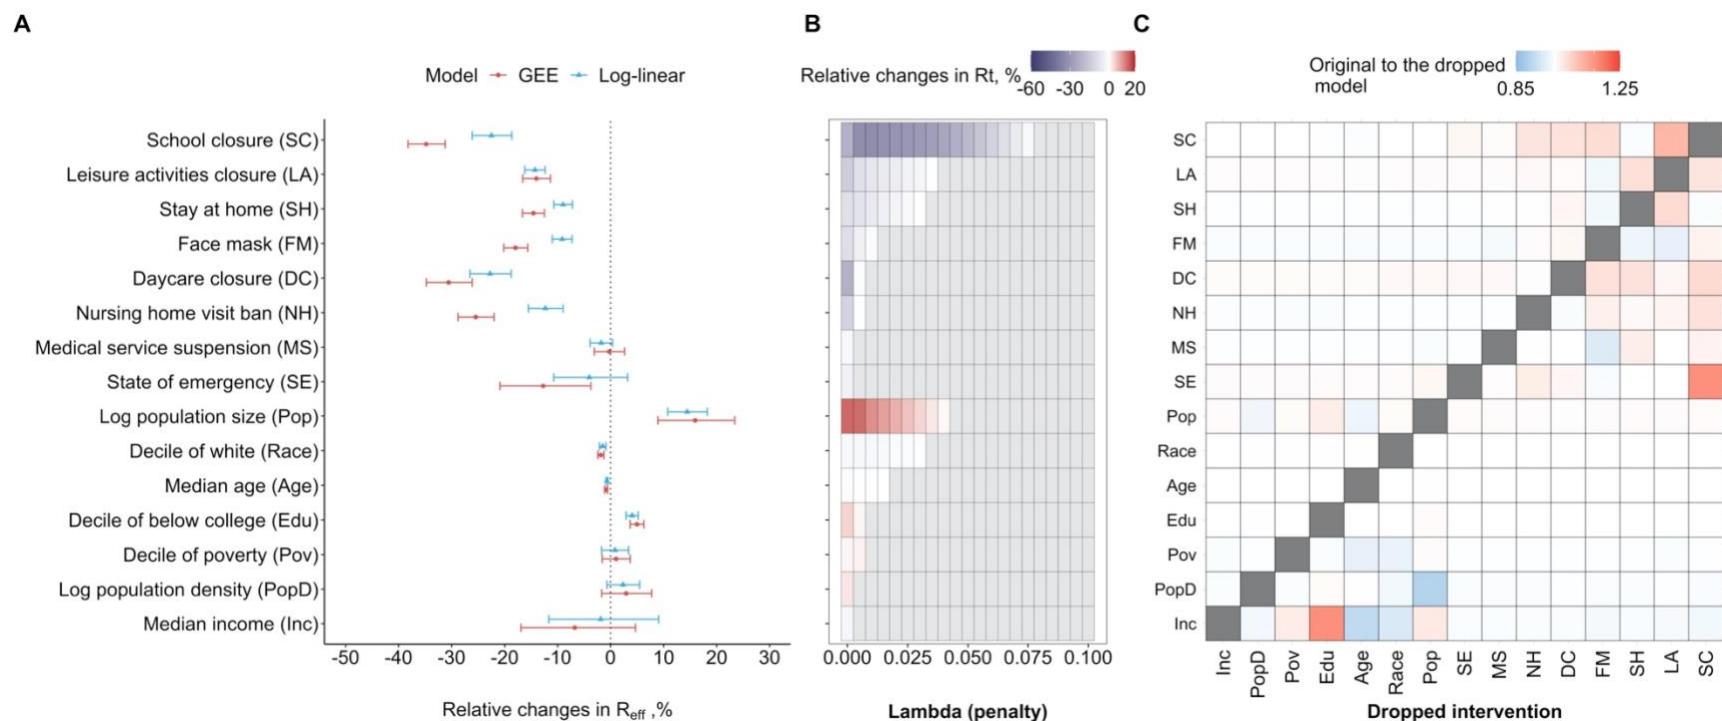 A
B
C
Model GEE Log-linear
Relative changes in Rt, %
-60 -30 0 20
Original to the dropped
model
0.85 1.25
School closure (SC)
Leisure activities closure (LA)
Stay at home (SH)
Face mask (FM)
Daycare closure (DC)
Nursing home visit ban (NH)
Medical service suspension (MS)
State of emergency (SE)
Log population size (Pop)
Decile of white (Race)
Median age (Age)
Decile of below college (Edu)
Decile of poverty (Pov)
Log population density (PopD)
Median income (Inc)
-50 -40 -30 -20 -10 0 10 20 30
Relative changes in Reff ,%
0.000 0.025 0.050 0.075 0.100
Lambda (penalty)
SC
LA
SH
FM
DC
NH
MS
SE
Pop
Race
Age
Edu
Pov
PopD
Inc
Inc PopD Pov Edu Age Race Pop SE MS NH DC FM SH LA SC
Dropped intervention